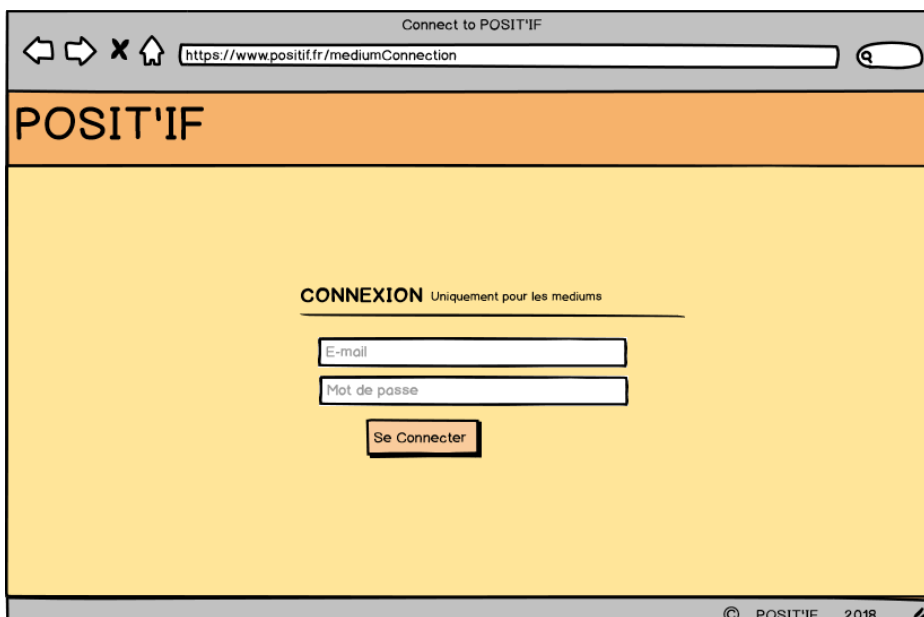 Connect to POSIT'IF
https://www.positif.fr/mediumConnection
POSIT'IF
CONNEXION Uniquement pour les mediums
E-mail
Mot de passe
Se Connecter
© POSIT'IF 2018